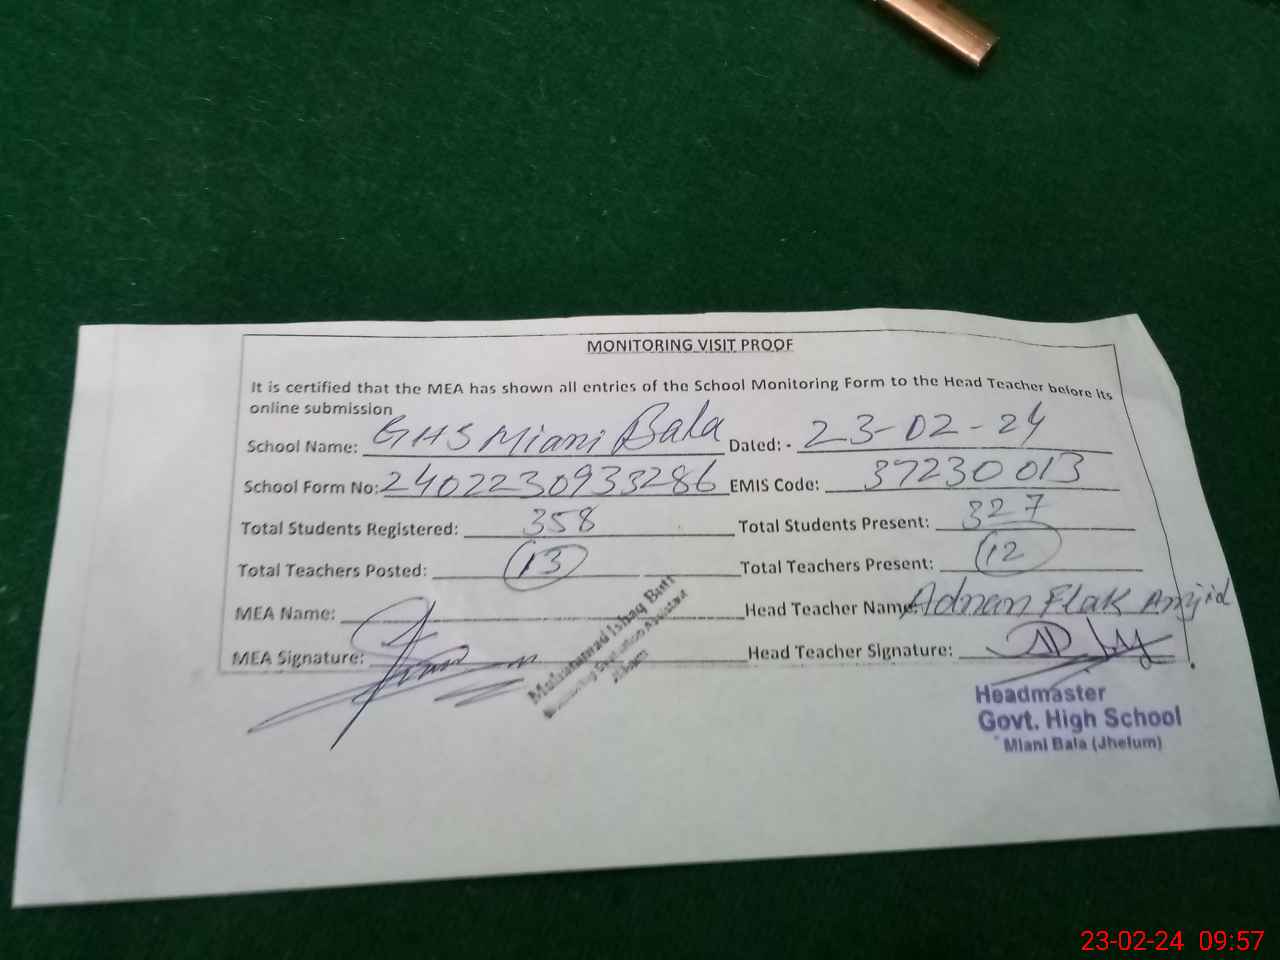 MONITORING VISIT PROOF
It is certified that the MEA has shown all entries of the School Monitoring Form to the Head Teacher before its
online submission
School Name: GHS Miani Bala Dated: - 23-02-24
School Form No: 2402230933286 EMIS Code: 37230013
Total Students Registered: 358 Total Students Present: 327
Total Teachers Posted: 13 Total Teachers Present: 12
MEA Name: Head Teacher Name: Adnan Flak Amjid
MEA Signature: Head Teacher Signature:
Muhammad Ishaq Butt
Monitoring Evaluation Assistant
Jhelum
Headmaster
Govt. High School
Miani Bala (Jhelum)
23-02-24 09:57